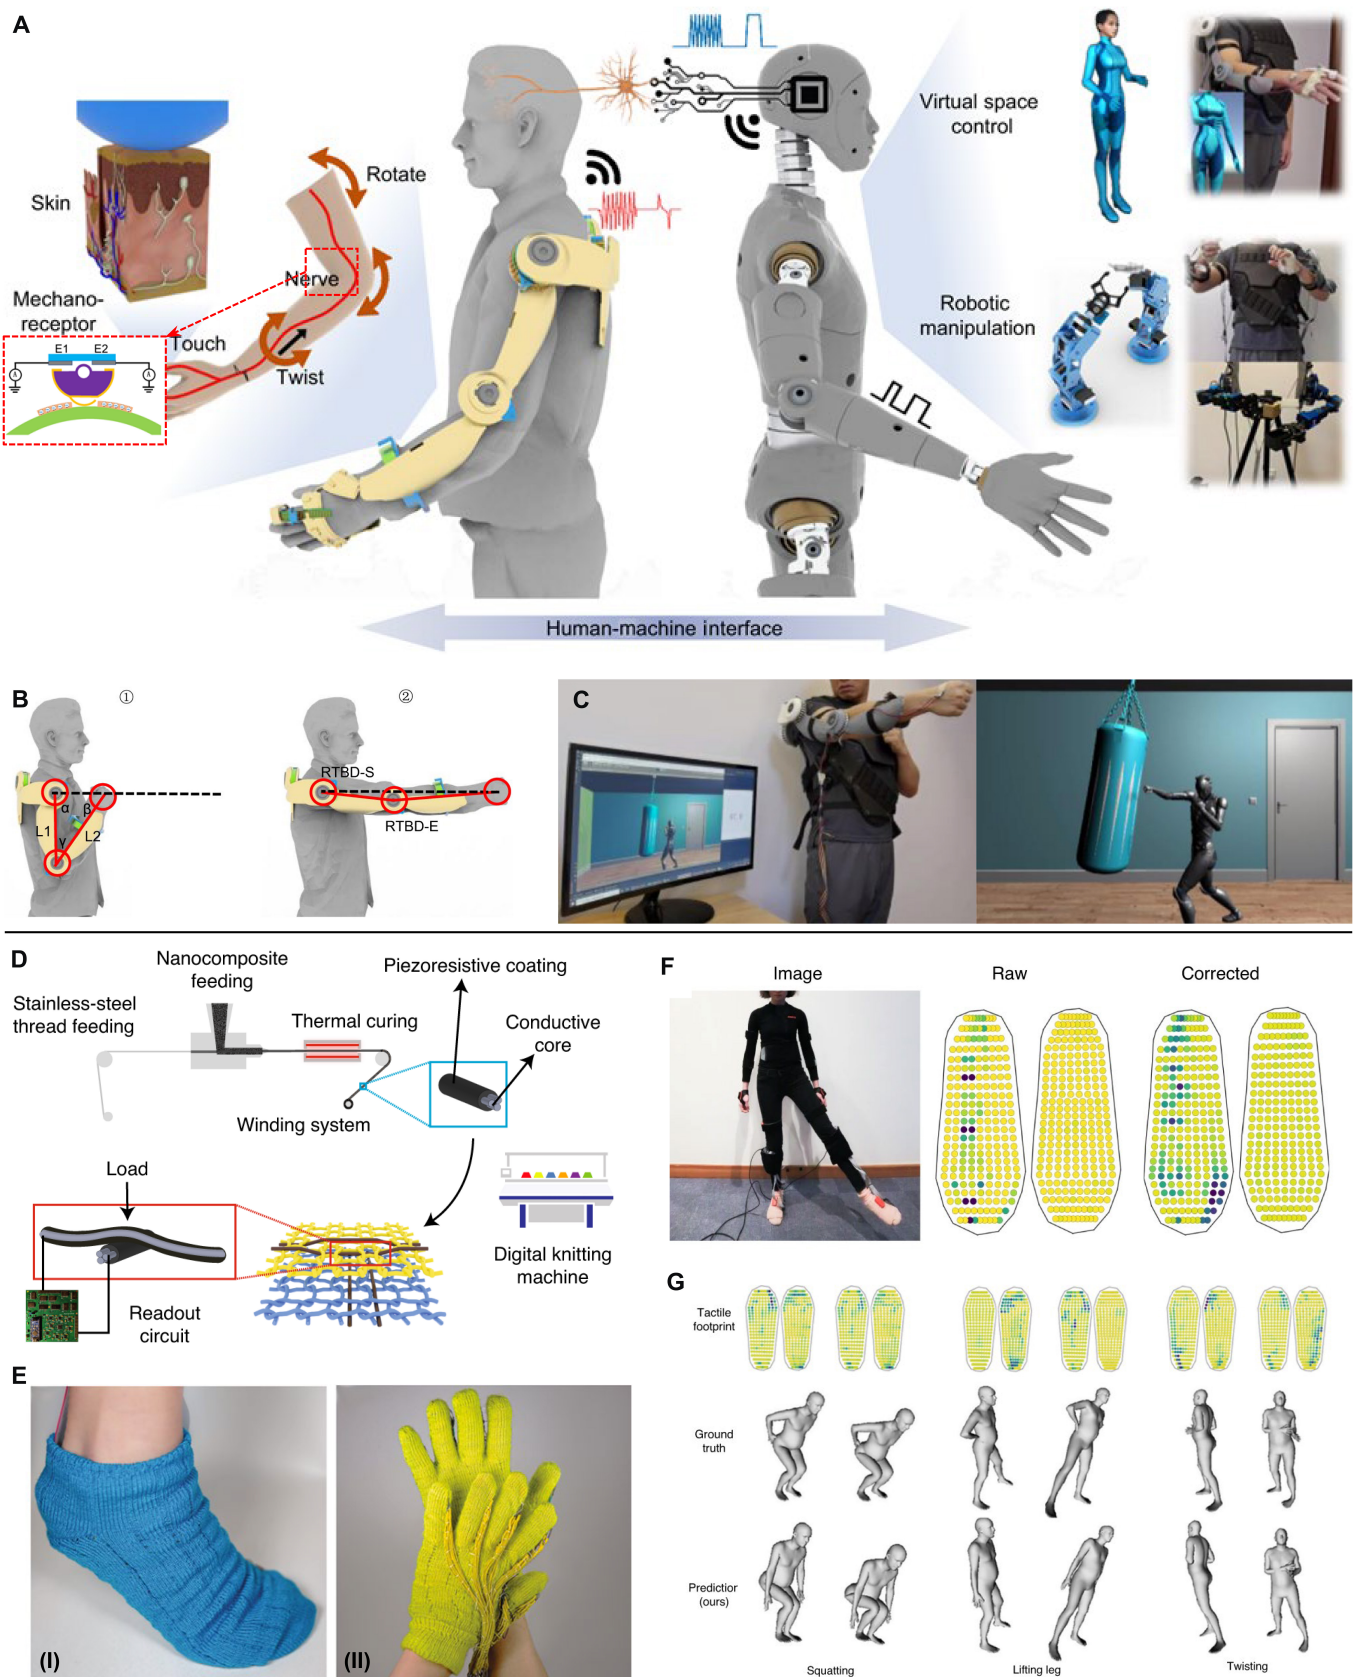 A
Virtual space
control
Rotate
Skin
Nerve
Mechano-
receptor
Robotic
manipulation
Touch
E1 E2
A
A
Twist
Human-machine interface
B
①
②
C
RTBD-S
α
β
L1
L2
γ
RTBD-E
D
Nanocomposite
feeding
Piezoresistive coating
Stainless-steel
thread feeding
Thermal curing
Conductive
core
Winding system
Load
Digital knitting
machine
Readout
circuit
E
(I)
(II)
F
Image
Raw
Corrected
G
Tactile
footprint
Ground
truth
Predictior
(ours)
Squatting
Lifting leg
Twisting